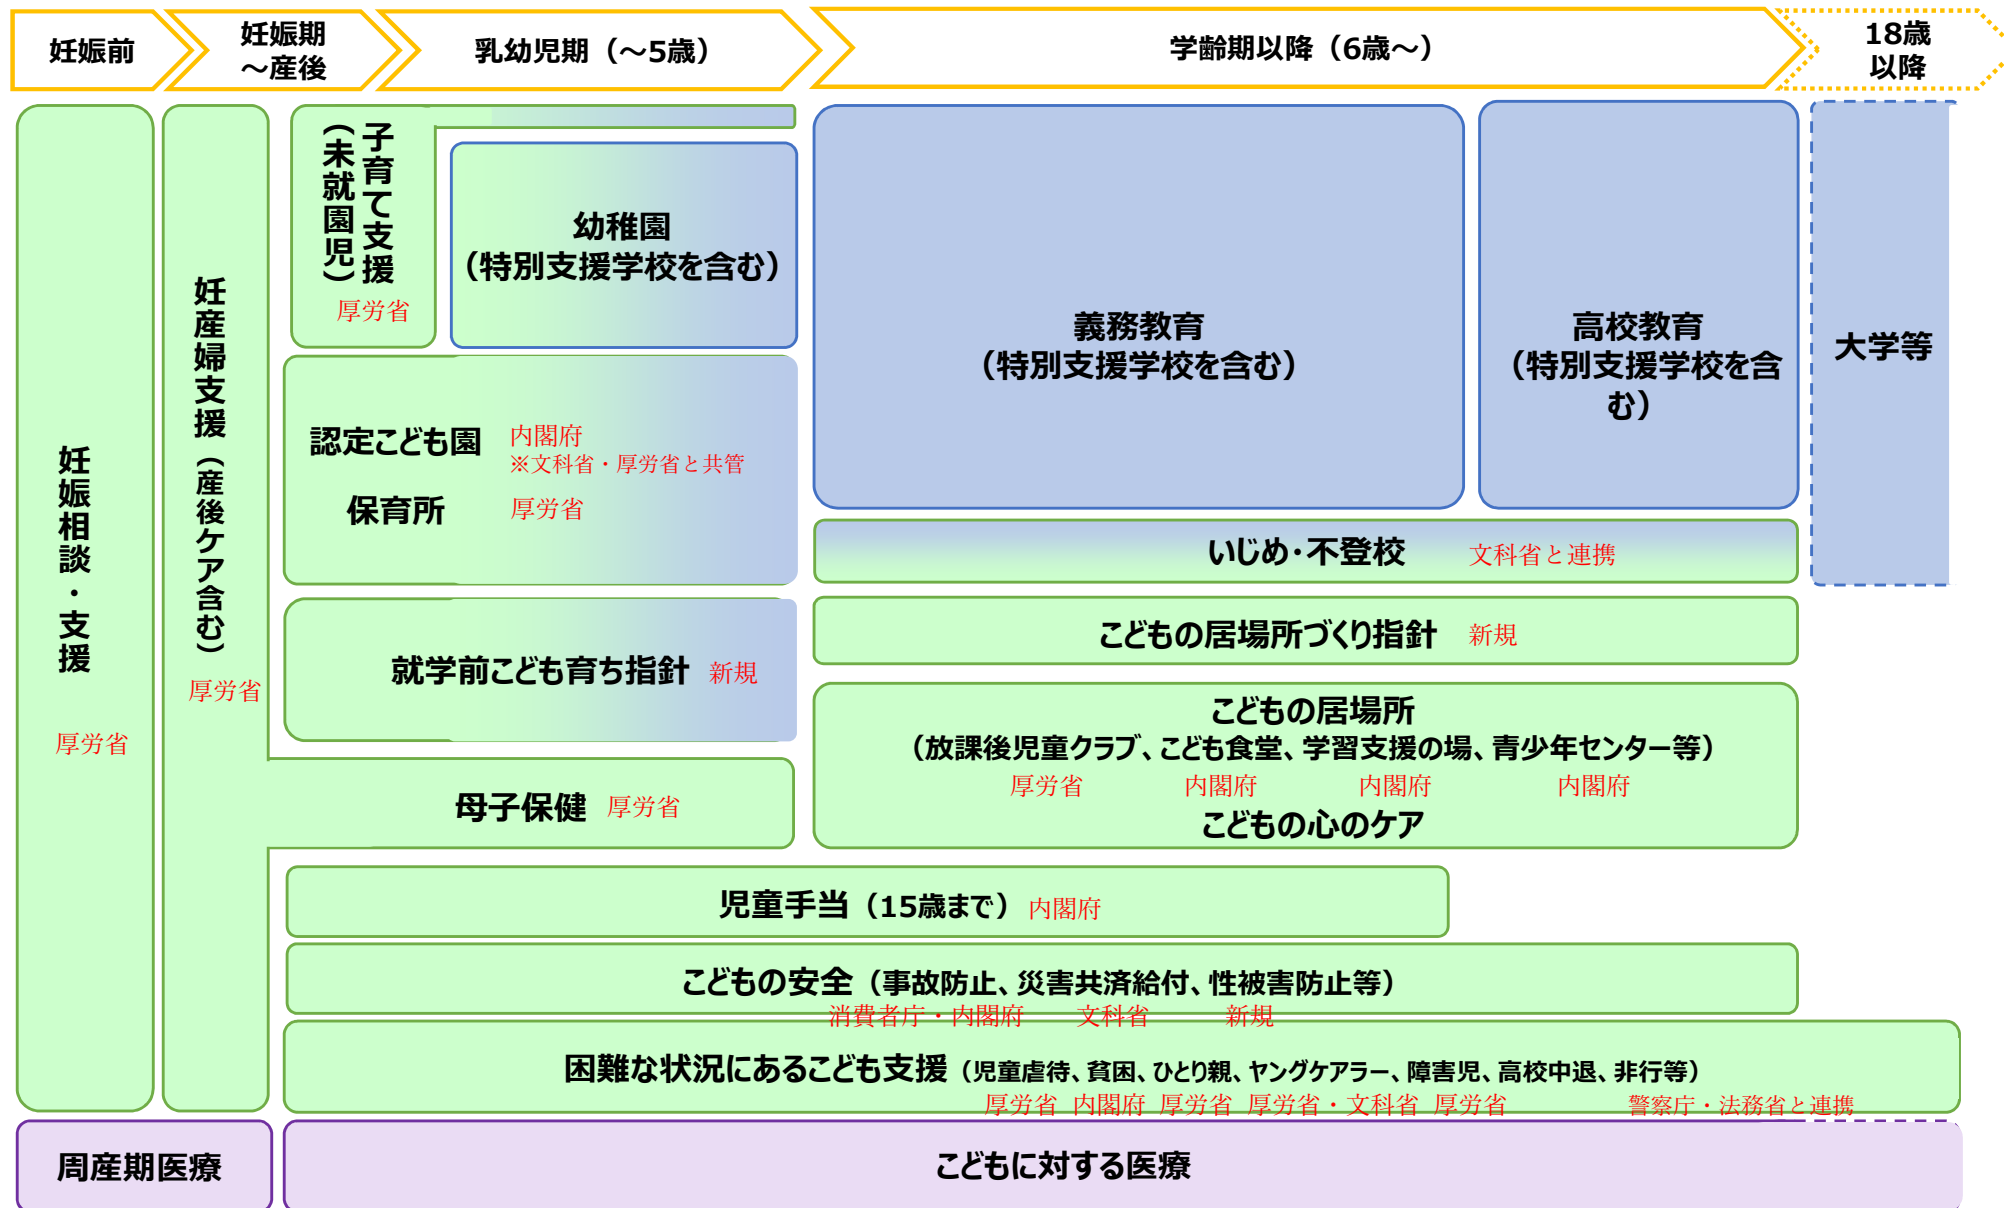 妊娠前
妊娠期
～産後
乳幼児期（～5歳）
学齢期以降（6歳～）
18歳
以降
妊娠相談・支援
厚労省
妊産婦支援（産後ケア含む）
厚労省
子育て支援
（未就園児）
厚労省
幼稚園
（特別支援学校を含む）
認定こども園
内閣府
※文科省・厚労省と共管
保育所
厚労省
就学前こども育ち指針 新規
母子保健 厚労省
義務教育
（特別支援学校を含む）
高校教育
（特別支援学校を含
む）
大学等
いじめ・不登校 文科省と連携
こどもの居場所づくり指針 新規
こどもの居場所
（放課後児童クラブ、こども食堂、学習支援の場、青少年センター等）
厚労省 内閣府 内閣府 内閣府
こどもの心のケア
児童手当（15歳まで） 内閣府
こどもの安全（事故防止、災害共済給付、性被害防止等）
消費者庁・内閣府 文科省 新規
困難な状況にあるこども支援（児童虐待、貧困、ひとり親、ヤングケアラー、障害児、高校中退、非行等）
厚労省 内閣府 厚労省 厚労省・文科省 厚労省 警察庁・法務省と連携
周産期医療
こどもに対する医療